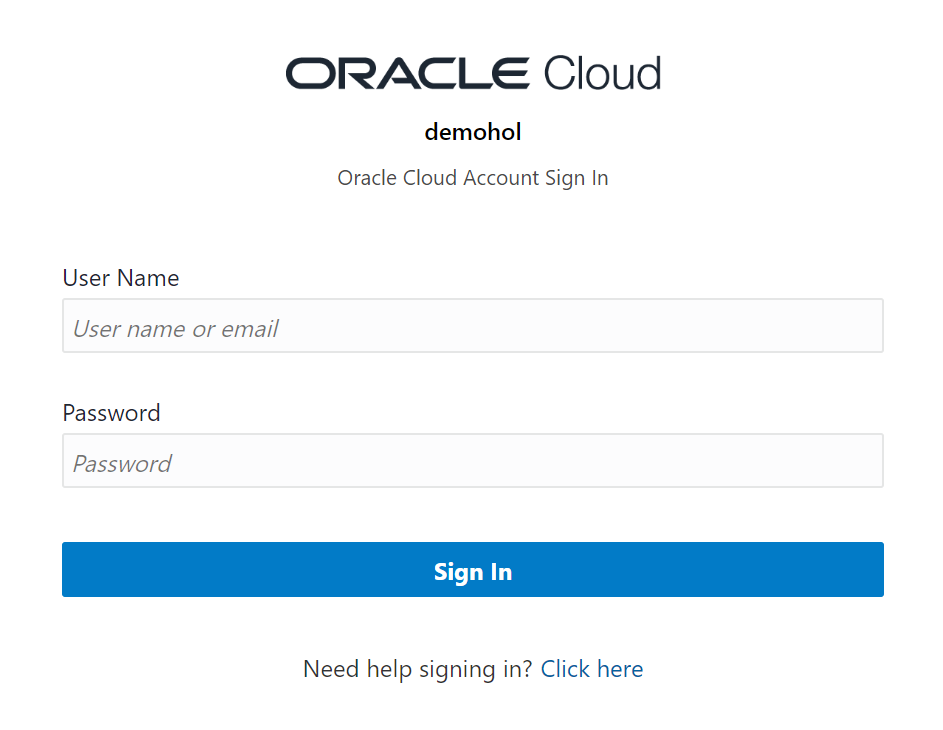 ORACLE Cloud
demohol
Oracle Cloud Account Sign In
User Name
User name or email
Password
Password
Sign In
Need help signing in? Click here